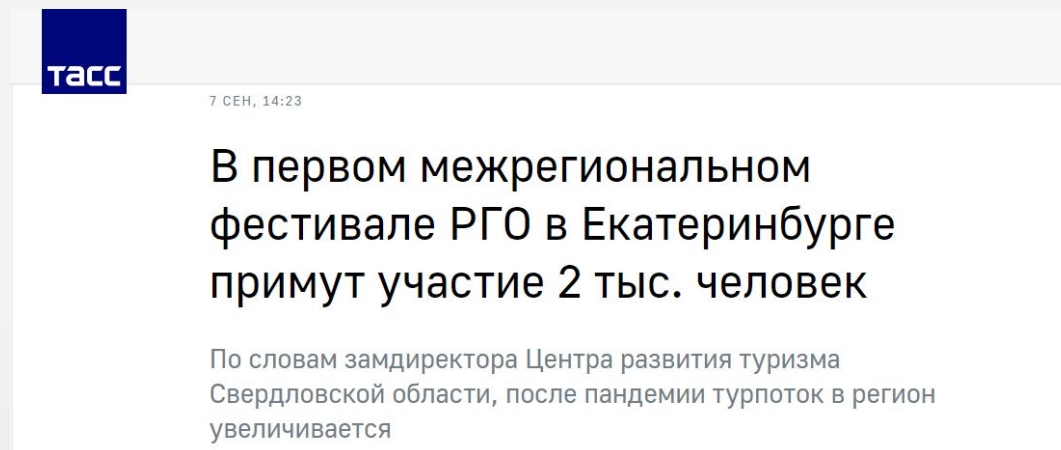 тасс
7 СЕН, 14:23
В первом межрегиональном
фестивале РГО в Екатеринбурге
примут участие 2 тыс. человек
По словам замдиректора Центра развития туризма
Свердловской области, после пандемии турпоток в регион
увеличивается